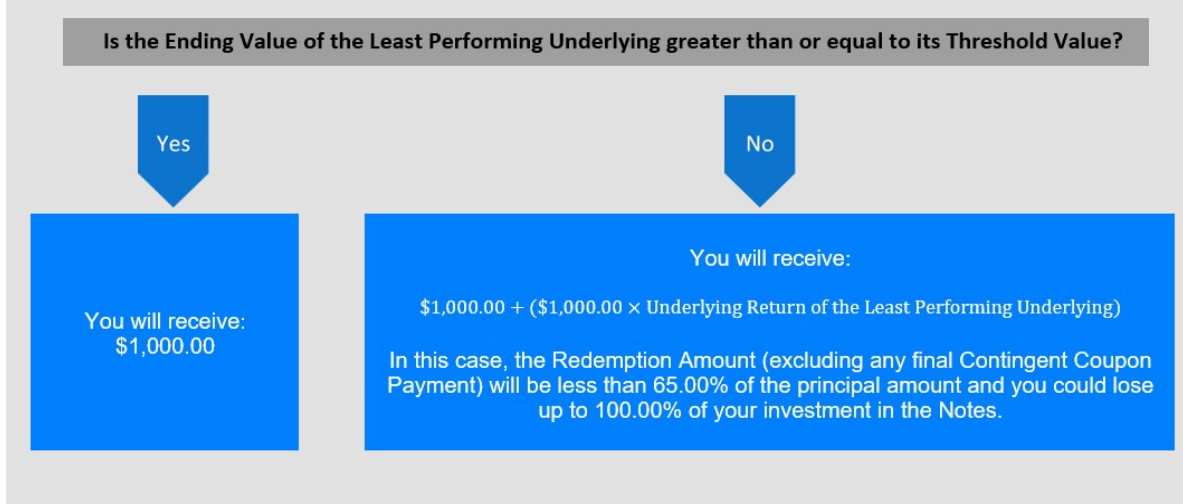 Is the Ending Value of the Least Performing Underlying greater than or equal to its Threshold Value?
Yes
No
You will receive:
$1,000.00
You will receive:
$1,000.00 + ($1,000.00 × Underlying Return of the Least Performing Underlying)
In this case, the Redemption Amount (excluding any final Contingent Coupon
Payment) will be less than 65.00% of the principal amount and you could lose
up to 100.00% of your investment in the Notes.